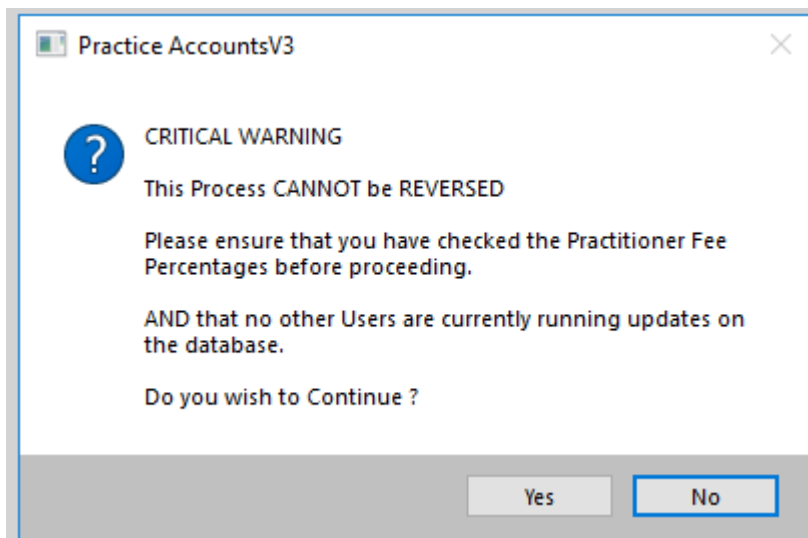 Practice AccountsV3
CRITICAL WARNING
This Process CANNOT be REVERSED
Please ensure that you have checked the Practitioner Fee
Percentages before proceeding.
AND that no other Users are currently running updates on
the database.
Do you wish to Continue ?
Yes
No